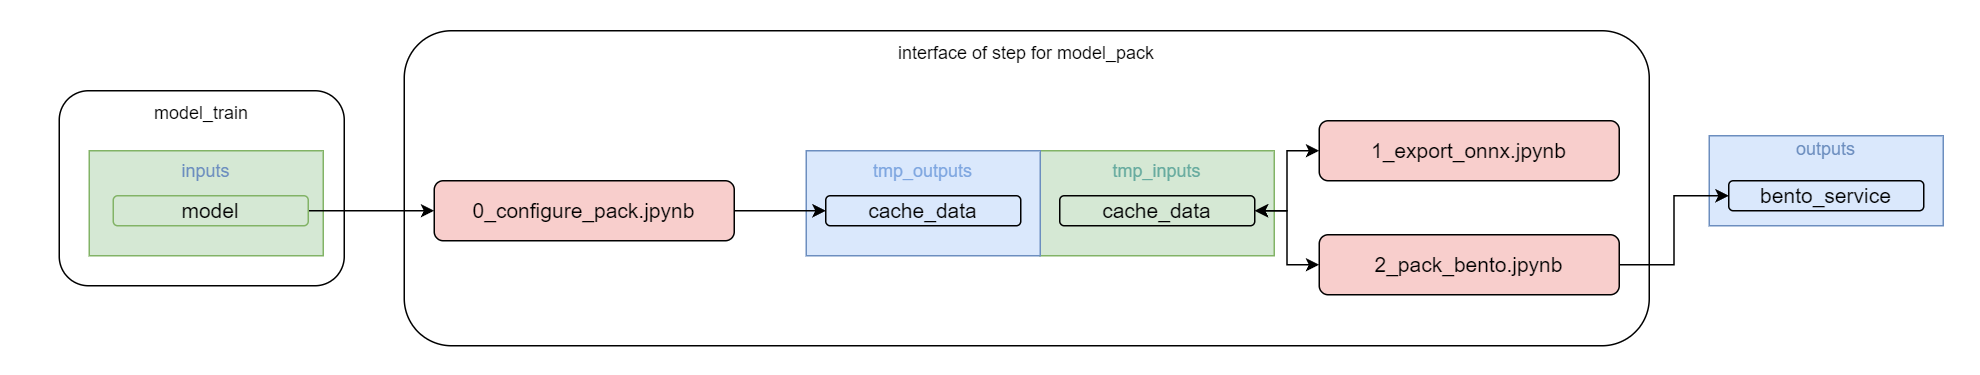 interface of step for model_pack
model_train
inputs
model
0_configure_pack.jpynb
tmp_outputs
cache_data
tmp_inputs
cache_data
1_export_onnx.jpynb
2_pack_bento.jpynb
outputs
bento_service